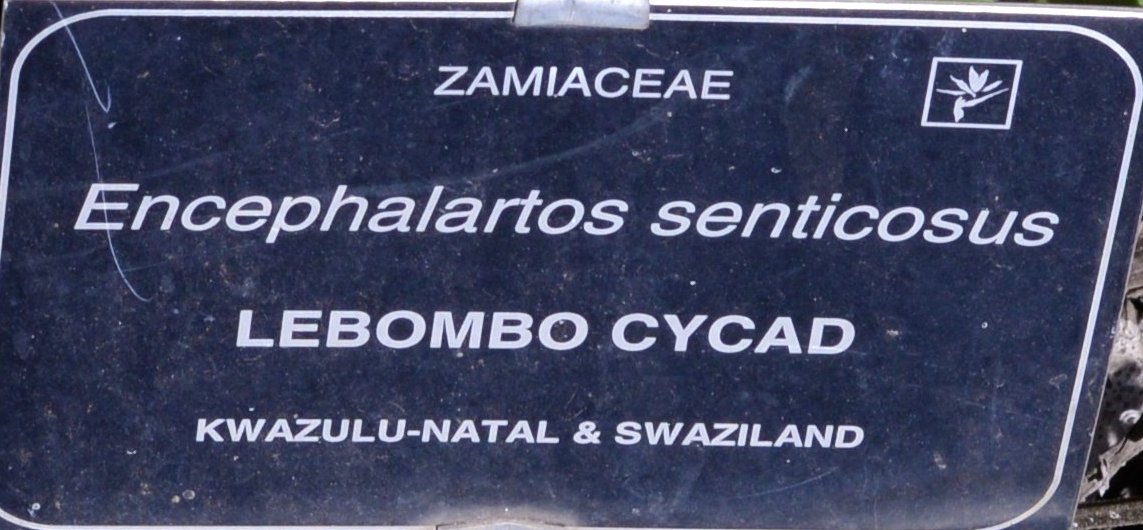 ZAMIACEAE
Encephalartos senticosus
LEBOMBO CYCAD
KWAZULU-NATAL & SWAZILAND